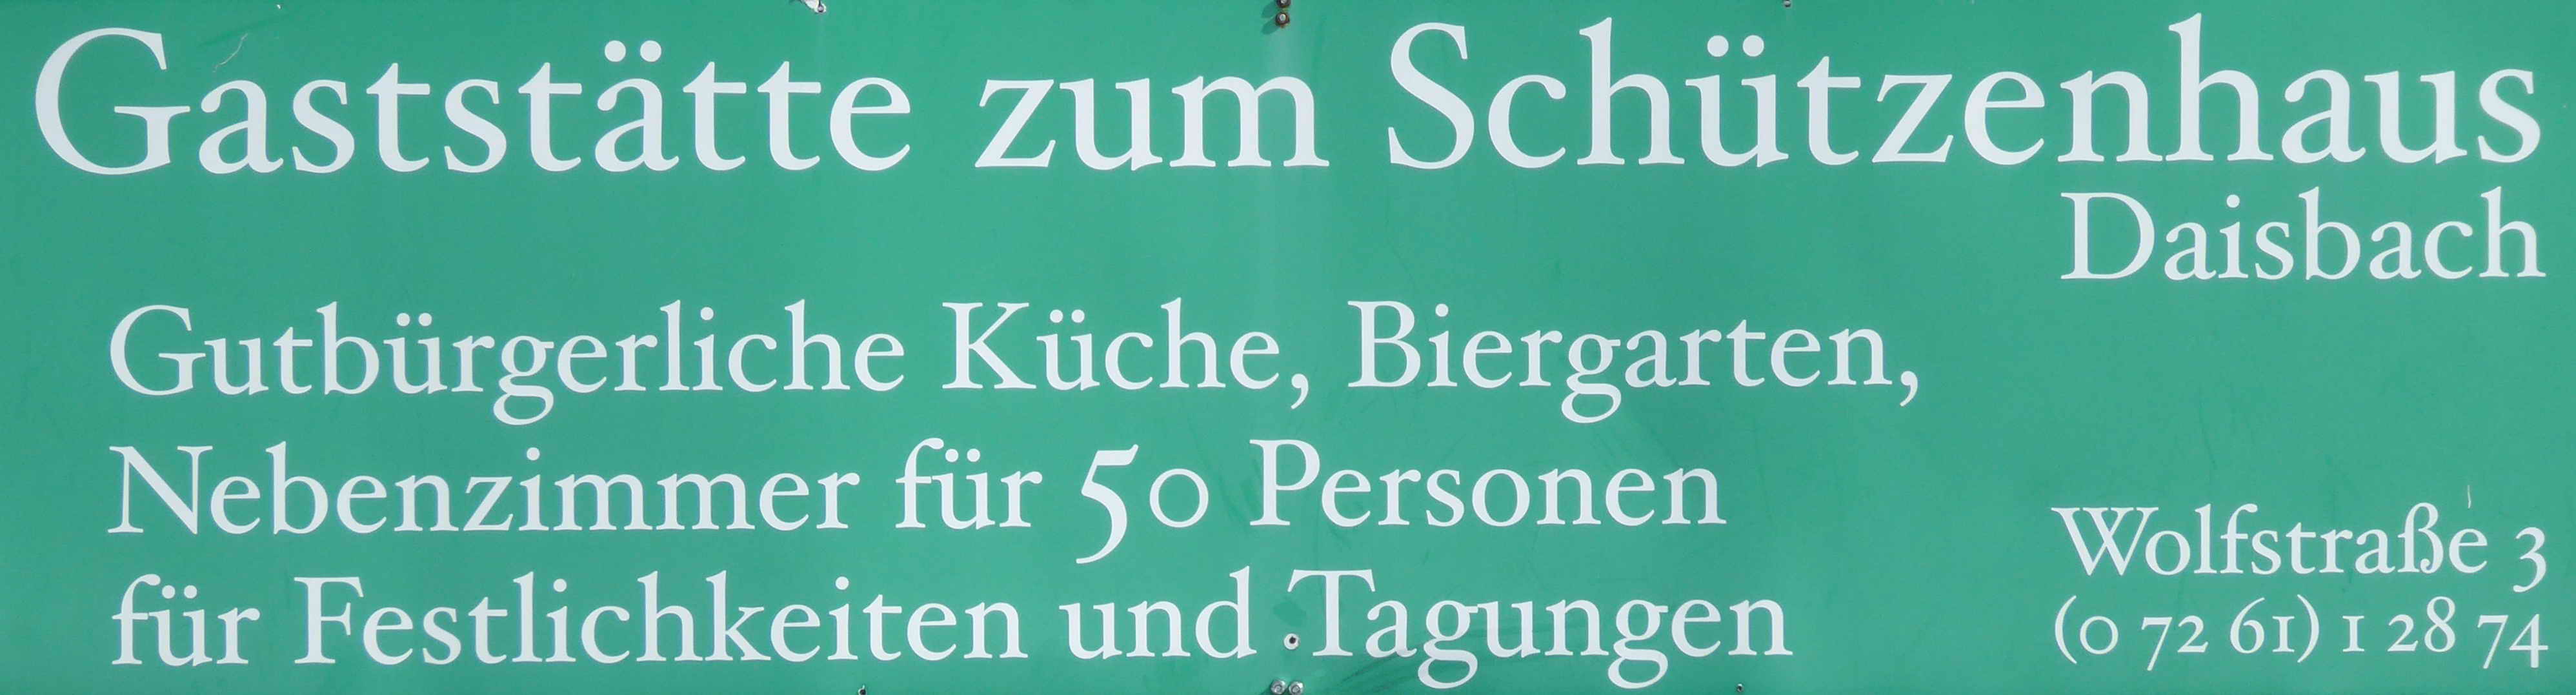 Gaststätte zum Schützenhaus
Daisbach
Gutbürgerliche Küche, Biergarten,
Nebenzimmer für 50 Personen
für Festlichkeiten und Tagungen
Wolfstraße 3
(0 72 61) 1 28 74